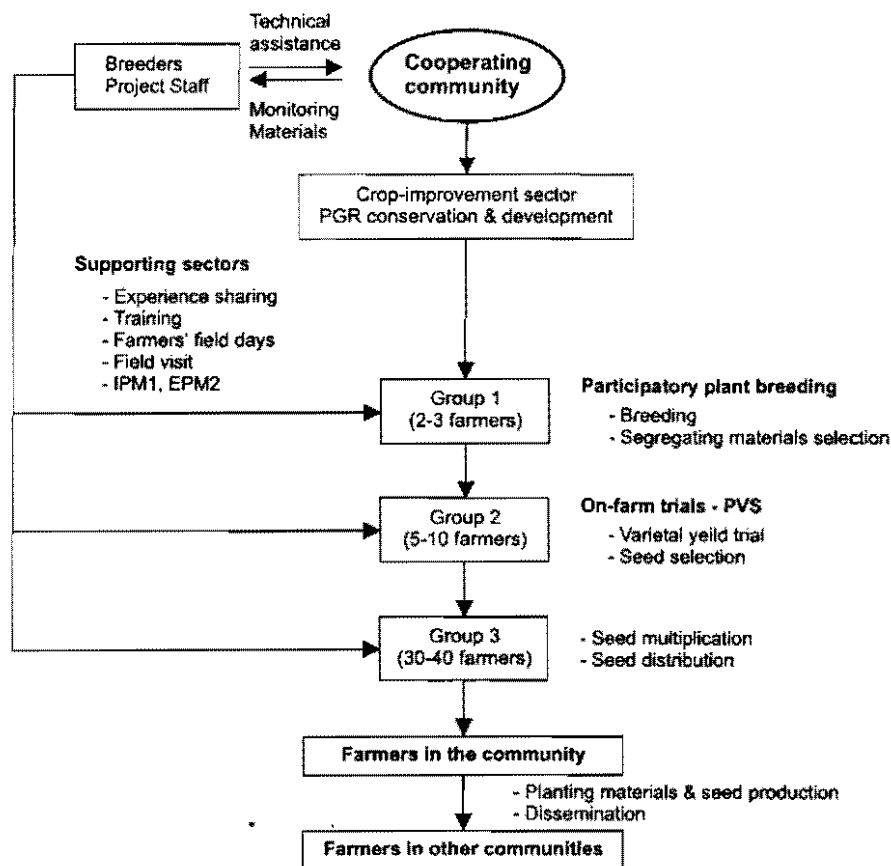 Technical
assistance
Breeders
Project Staff
Cooperating
community
Monitoring
Materials
Crop-improvement sector
PGR conservation & development
Supporting sectors
- Experience sharing
- Training
- Farmers' field days
- Field visit
- IPM1, EPM2
Group 1
(2-3 farmers)
Participatory plant breeding
- Breeding
- Segregating materials selection
Group 2
(5-10 farmers)
On-farm trials - PVS
- Varietal yeild trial
- Seed selection
Group 3
(30-40 farmers)
- Seed multiplication
- Seed distribution
Farmers in the community
- Planting materials & seed production
- Dissemination
Farmers in other communities